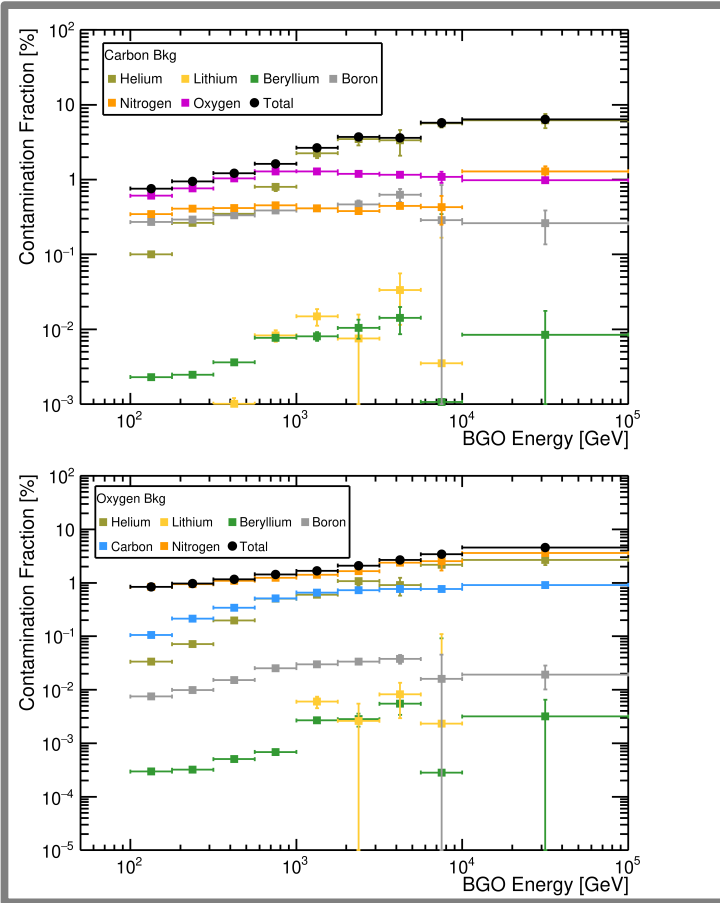 Contamination Fraction [%]
10²
10
1
10⁻¹
10⁻²
10⁻³
Carbon Bkg
Helium Lithium Beryllium Boron
Nitrogen Oxygen Total
10² 10³ 10⁴ 10⁵
BGO Energy [GeV]
Contamination Fraction [%]
10²
10
1
10⁻¹
10⁻²
10⁻³
10⁻⁴
10⁻⁵
Oxygen Bkg
Helium Lithium Beryllium Boron
Carbon Nitrogen Total
10² 10³ 10⁴ 10⁵
BGO Energy [GeV]